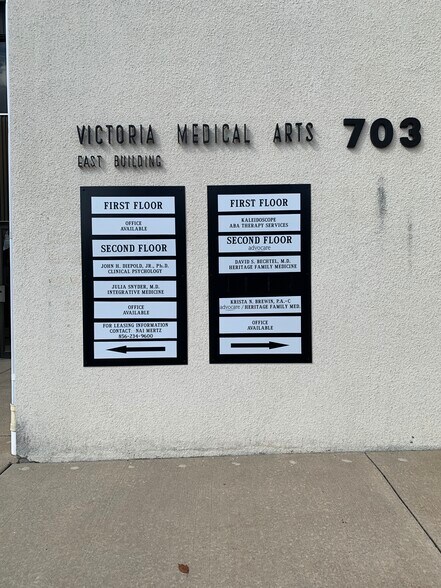 VICTORIA MEDICAL ARTS 703
EAST BUILDING
FIRST FLOOR
OFFICE
AVAILABLE
SECOND FLOOR
JOHN H. DIEPOLD, JR., Ph.D.
CLINICAL PSYCHOLOGY
JULIA SNYDER, M.D.
INTEGRATIVE MEDICINE
OFFICE
AVAILABLE
FOR LEASING INFORMATION
CONTACT NAI MERTZ
856-234-9600
FIRST FLOOR
KALEIDOSCOPE
ABA THERAPY SERVICES
SECOND FLOOR
advocare
DAVID S. BECHTEL, M.D.
HERITAGE FAMILY MEDICINE
KRISTA N. BREWIN, P.A.-C
advocare / HERITAGE FAMILY MED.
OFFICE
AVAILABLE